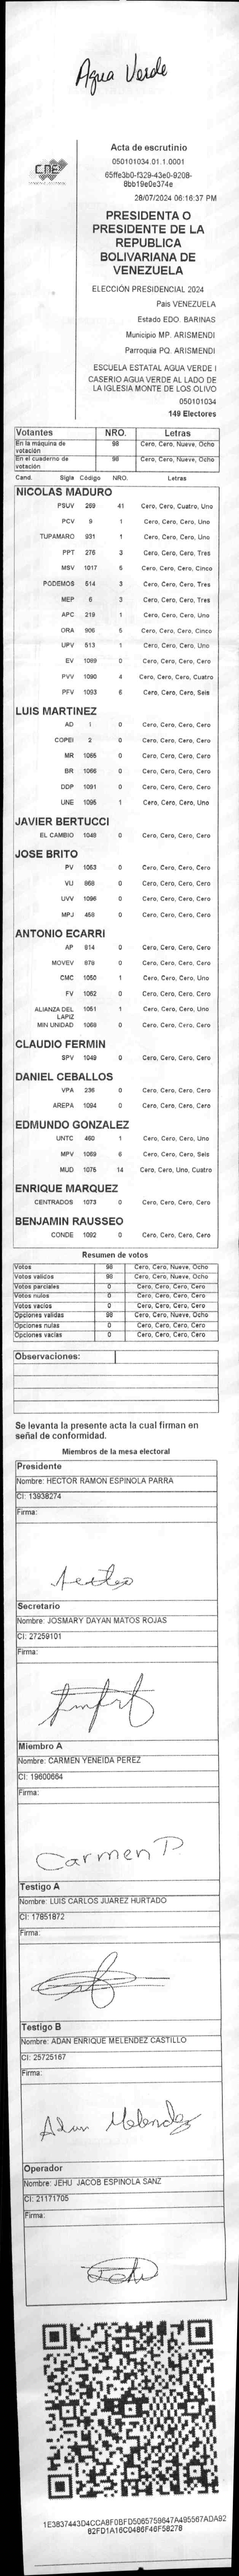 Agua Verde
CNE
Acta de escrutinio
050101034.01.1.0001
65ffe3b0-f329-43e0-9208-
8bb19e0e374e
28/07/2024 06:16:37 PM
PRESIDENTA O
PRESIDENTE DE LA
REPUBLICA
BOLIVARIANA DE
VENEZUELA
ELECCIÓN PRESIDENCIAL 2024
País VENEZUELA
Estado EDO. BARINAS
Municipio MP. ARISMENDI
Parroquia PQ. ARISMENDI
ESCUELA ESTATAL AGUA VERDE I
CASERIO AGUA VERDE AL LADO DE
LA IGLESIA MONTE DE LOS OLIVO
050101034
149 Electores
Votantes NRO. Letras
En la máquina de votación 98 Cero, Cero, Nueve, Ocho
En el cuaderno de votación 98 Cero, Cero, Nueve, Ocho
Cand. Sigla Código NRO. Letras
NICOLAS MADURO
PSUV 269 41 Cero, Cero, Cuatro, Uno
PCV 9 1 Cero, Cero, Cero, Uno
TUPAMARO 931 1 Cero, Cero, Cero, Uno
PPT 276 3 Cero, Cero, Cero, Tres
MSV 1017 5 Cero, Cero, Cero, Cinco
PODEMOS 514 3 Cero, Cero, Cero, Tres
MEP 6 3 Cero, Cero, Cero, Tres
APC 219 1 Cero, Cero, Cero, Uno
ORA 906 5 Cero, Cero, Cero, Cinco
UPV 513 1 Cero, Cero, Cero, Uno
EV 1089 0 Cero, Cero, Cero, Cero
PVV 1090 4 Cero, Cero, Cero, Cuatro
PFV 1093 6 Cero, Cero, Cero, Seis
LUIS MARTINEZ
AD 1 0 Cero, Cero, Cero, Cero
COPEI 2 0 Cero, Cero, Cero, Cero
MR 1055 0 Cero, Cero, Cero, Cero
BR 1066 0 Cero, Cero, Cero, Cero
DDP 1091 0 Cero, Cero, Cero, Cero
UNE 1095 1 Cero, Cero, Cero, Uno
JAVIER BERTUCCI
EL CAMBIO 1048 0 Cero, Cero, Cero, Cero
JOSE BRITO
PV 1053 0 Cero, Cero, Cero, Cero
VU 868 0 Cero, Cero, Cero, Cero
UVV 1096 0 Cero, Cero, Cero, Cero
MPJ 455 0 Cero, Cero, Cero, Cero
ANTONIO ECARRI
AP 914 0 Cero, Cero, Cero, Cero
MOVEV 979 0 Cero, Cero, Cero, Cero
CMC 1050 1 Cero, Cero, Cero, Uno
FV 1052 0 Cero, Cero, Cero, Cero
ALIANZA DEL LAPIZ 1051 1 Cero, Cero, Cero, Uno
MIN UNIDAD 1068 0 Cero, Cero, Cero, Cero
CLAUDIO FERMIN
SPV 1049 0 Cero, Cero, Cero, Cero
DANIEL CEBALLOS
VPA 236 0 Cero, Cero, Cero, Cero
AREPA 1094 0 Cero, Cero, Cero, Cero
EDMUNDO GONZALEZ
UNTC 460 1 Cero, Cero, Cero, Uno
MPV 1069 6 Cero, Cero, Cero, Seis
MUD 1075 14 Cero, Cero, Uno, Cuatro
ENRIQUE MARQUEZ
CENTRADOS 1073 0 Cero, Cero, Cero, Cero
BENJAMIN RAUSSEO
CONDE 1092 0 Cero, Cero, Cero, Cero
Resumen de votos
Votos 98 Cero, Cero, Nueve, Ocho
Votos validos 98 Cero, Cero, Nueve, Ocho
Votos parciales 0 Cero, Cero, Cero, Cero
Votos nulos 0 Cero, Cero, Cero, Cero
Votos vacios 0 Cero, Cero, Cero, Cero
Opciones validas 98 Cero, Cero, Nueve, Ocho
Opciones nulas 0 Cero, Cero, Cero, Cero
Opciones vacias 0 Cero, Cero, Cero, Cero
Observaciones:
Se levanta la presente acta la cual firman en
señal de conformidad.
Miembros de la mesa electoral
Presidente
Nombre: HECTOR RAMON ESPINOLA PARRA
CI: 13938274
Firma:
Secretario
Nombre: JOSMARY DAYAN MATOS ROJAS
CI: 27259101
Firma:
Miembro A
Nombre: CARMEN YENEIDA PEREZ
CI: 19600664
Firma:
Carmen P
Testigo A
Nombre: LUIS CARLOS JUAREZ HURTADO
CI: 17851872
Firma:
Testigo B
Nombre: ADAN ENRIQUE MELENDEZ CASTILLO
CI: 25725167
Firma:
Adan Melendez
Operador
Nombre: JEHU JACOB ESPINOLA SANZ
CI: 21171705
Firma:
1E3837443D4CCA8F0BFD5065759647A495567ADA92
82FD1A16C0486F46F58278